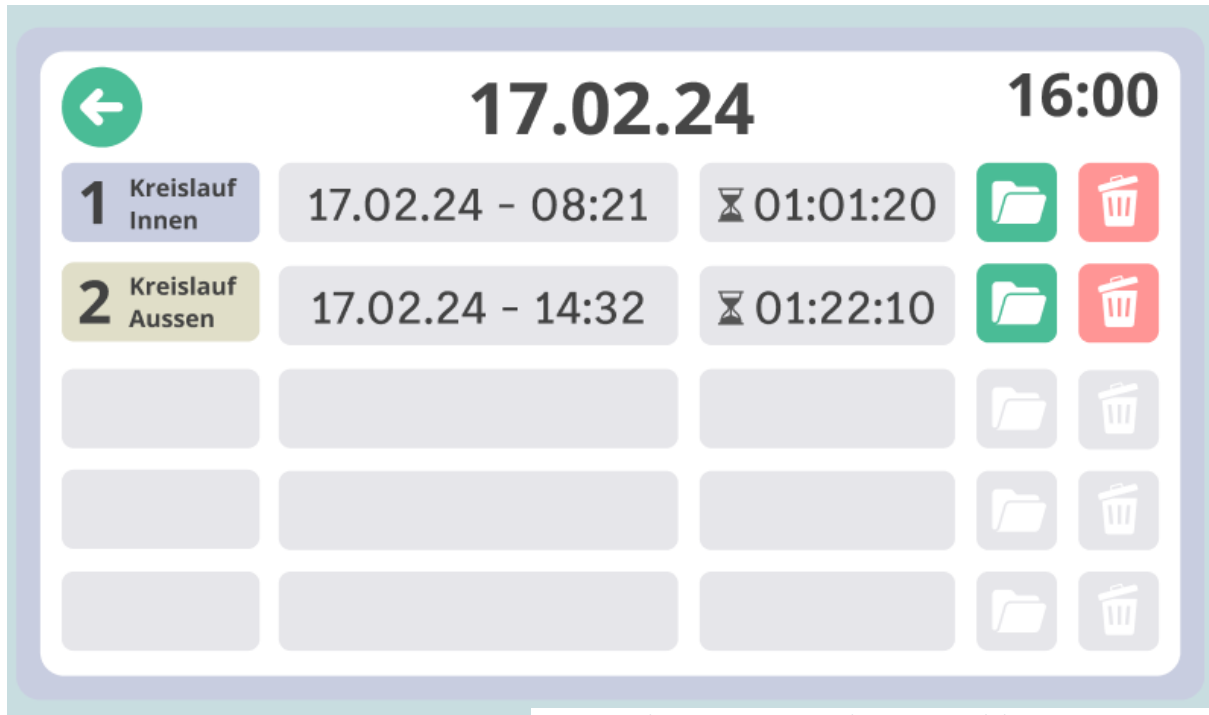 17.02.24
16:00
1 Kreislauf
Innen
17.02.24 - 08:21
01:01:20
2 Kreislauf
Aussen
17.02.24 - 14:32
01:22:10